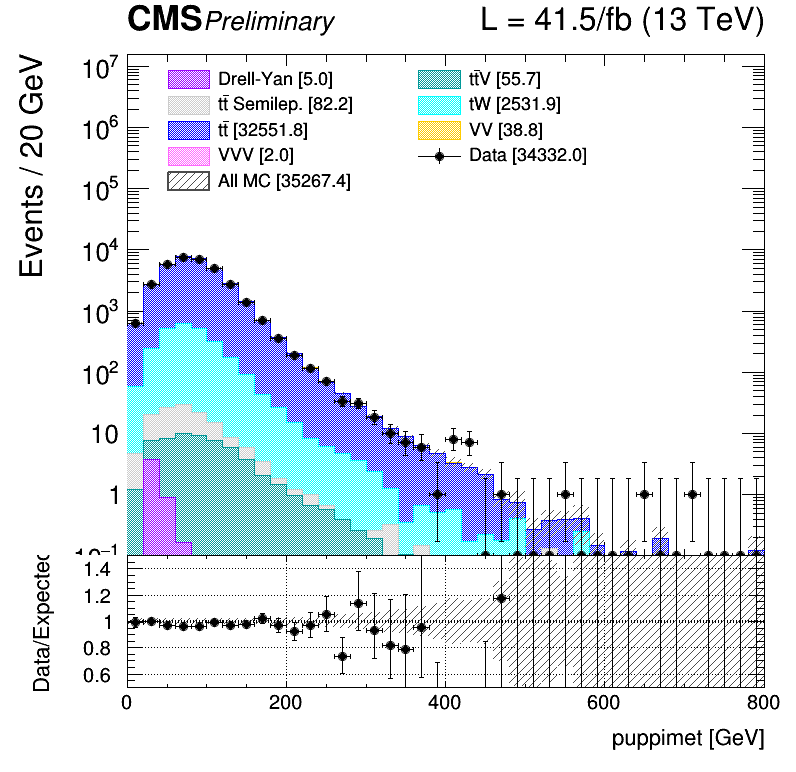 CMS Preliminary L = 41.5/fb (13 TeV)
Events / 20 GeV
10⁷
10⁶
10⁵
10⁴
10³
10²
10
1
10⁻¹
Drell-Yan [5.0]
tt̄ Semilep. [82.2]
tt̄ [32551.8]
VVV [2.0]
All MC [35267.4]
tt̄V [55.7]
tW [2531.9]
VV [38.8]
Data [34332.0]
Data/Expected
1.4
1.2
1
0.8
0.6
0 200 400 600 800
puppimet [GeV]